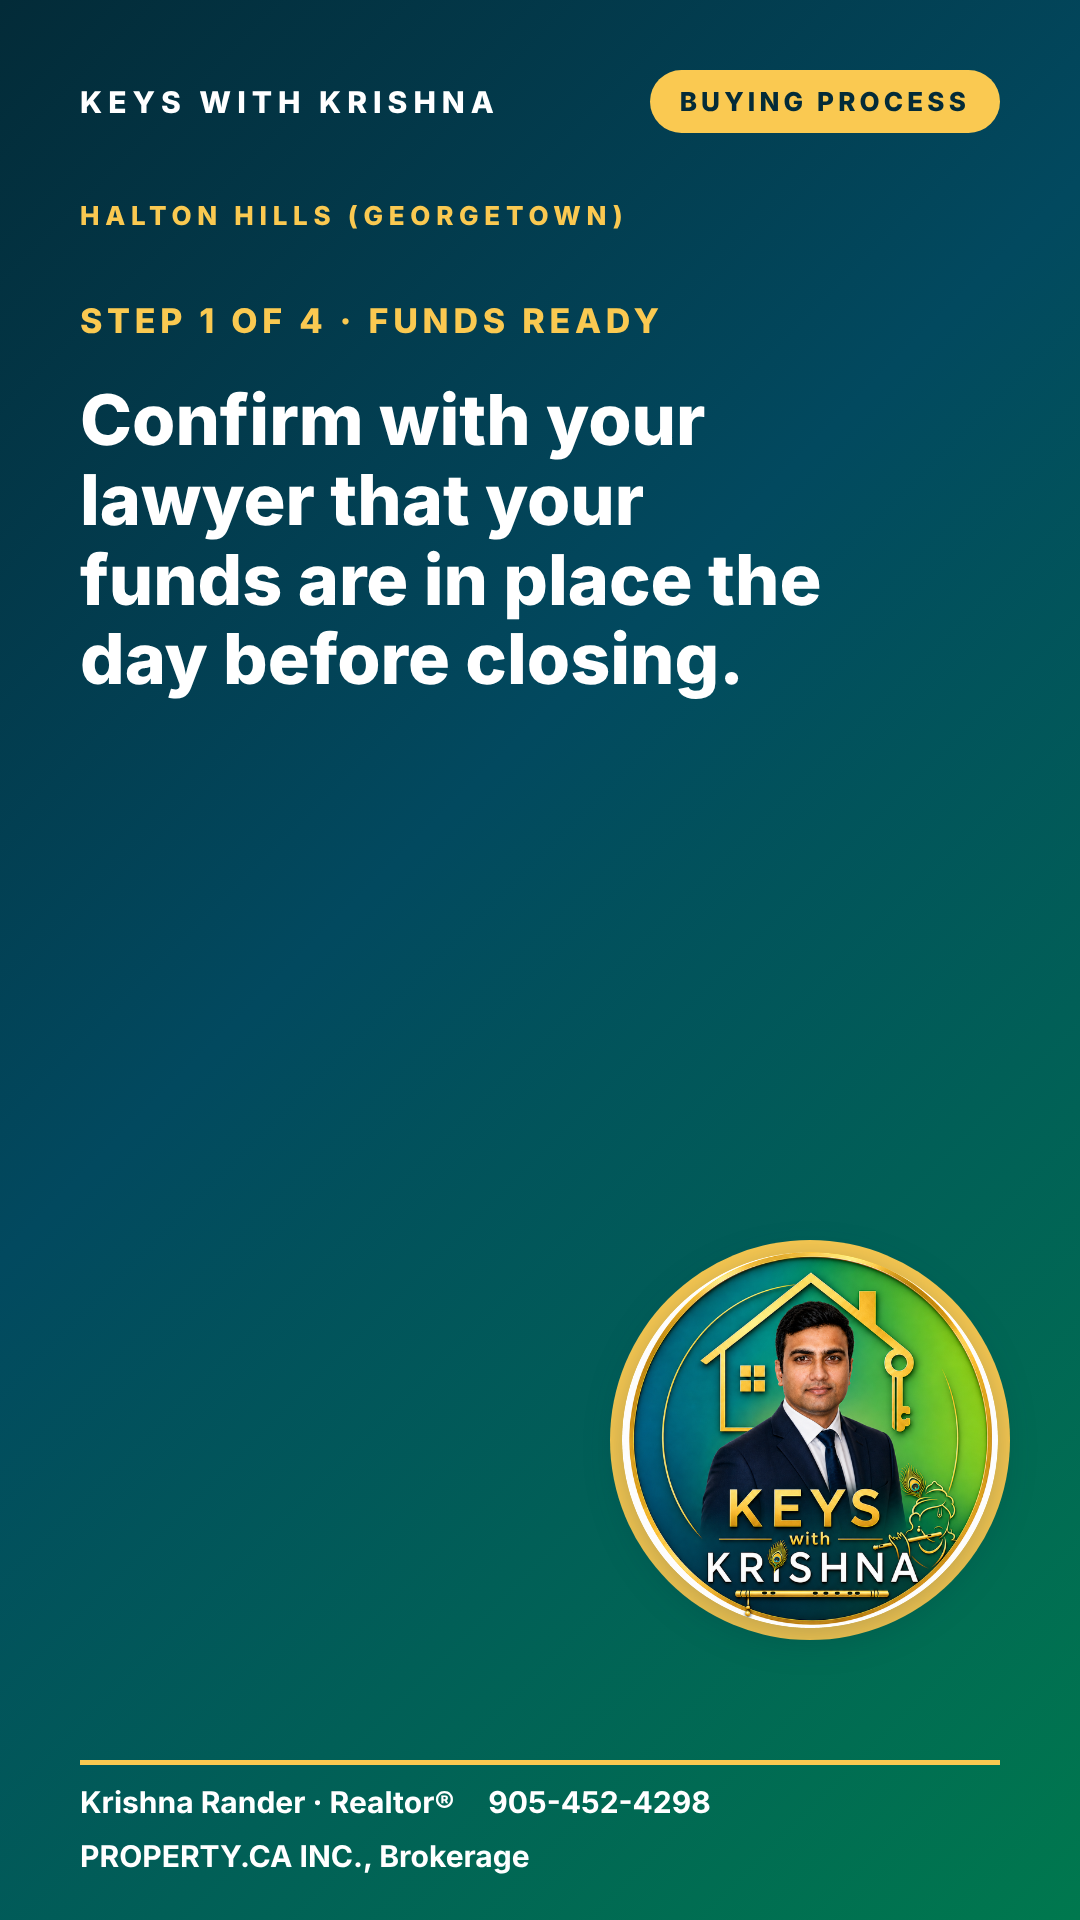 KEYS WITH KRISHNA
BUYING PROCESS
HALTON HILLS (GEORGETOWN)
STEP 1 OF 4 · FUNDS READY
Confirm with your
lawyer that your
funds are in place the
day before closing.
KEYS
with
KRISHNA
Krishna Rander · Realtor® 905-452-4298
PROPERTY.CA INC., Brokerage